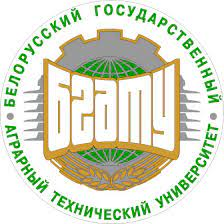 БЕЛОРУССКИЙ ГОСУДАРСТВЕННЫЙ
БГАТУ
АГРАРНЫЙ ТЕХНИЧЕСКИЙ УНИВЕРСИТЕТ